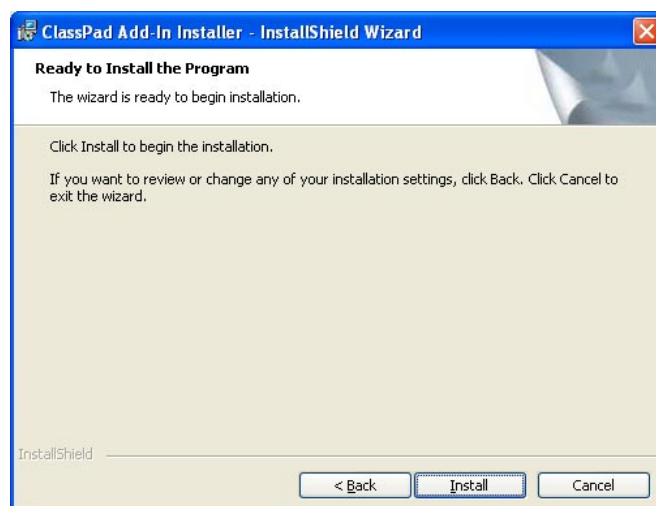 ClassPad Add-In Installer - InstallShield Wizard
Ready to Install the Program
The wizard is ready to begin installation.
Click Install to begin the installation.
If you want to review or change any of your installation settings, click Back. Click Cancel to
exit the wizard.
InstallShield
< Back
Install
Cancel